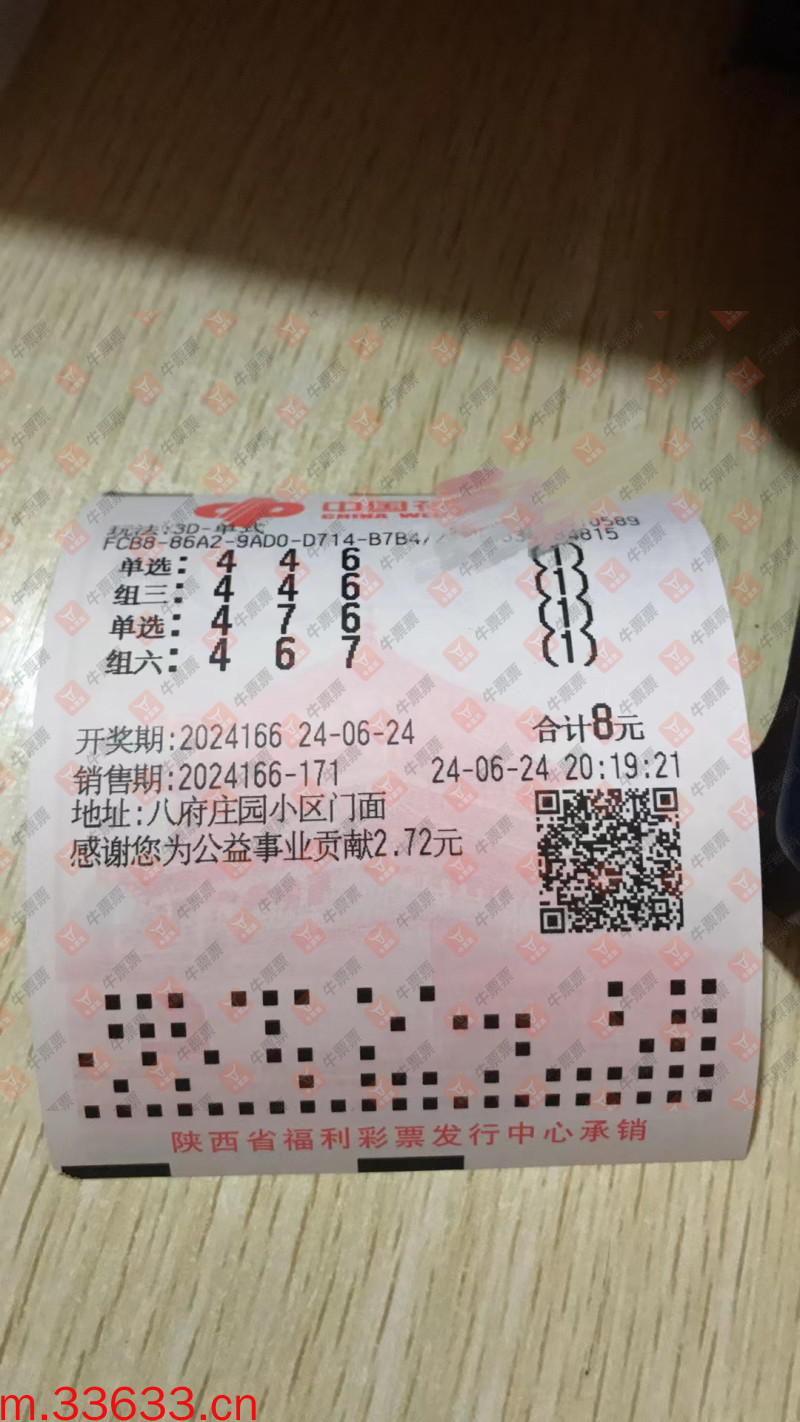 中国
CHINA WE
玩法:3D-单式
0589
FCB8-86A2-9AD0-D714-B7B4/ 84815
单选: 4 4 6 (1)
组三: 4 4 6 (1)
单选: 4 7 6 (1)
组六: 4 6 7 (1)
开奖期:2024166 24-06-24 合计8元
销售期:2024166-171 24-06-24 20:19:21
地址:八府庄园小区门面
感谢您为公益事业贡献2.72元
陕西省福利彩票发行中心承销
牛票票
m.33633.cn